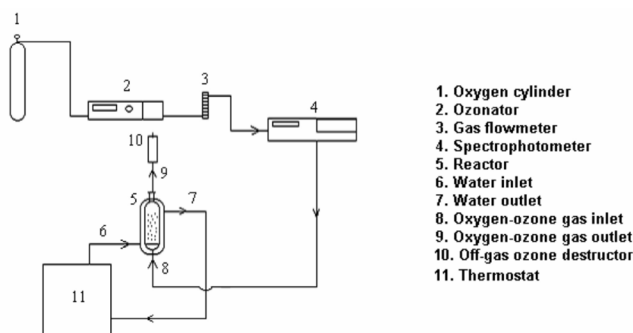 1
2
3
4
10
9
5
7
6
8
11
1. Oxygen cylinder
2. Ozonator
3. Gas flowmeter
4. Spectrophotometer
5. Reactor
6. Water inlet
7. Water outlet
8. Oxygen-ozone gas inlet
9. Oxygen-ozone gas outlet
10. Off-gas ozone destructor
11. Thermostat